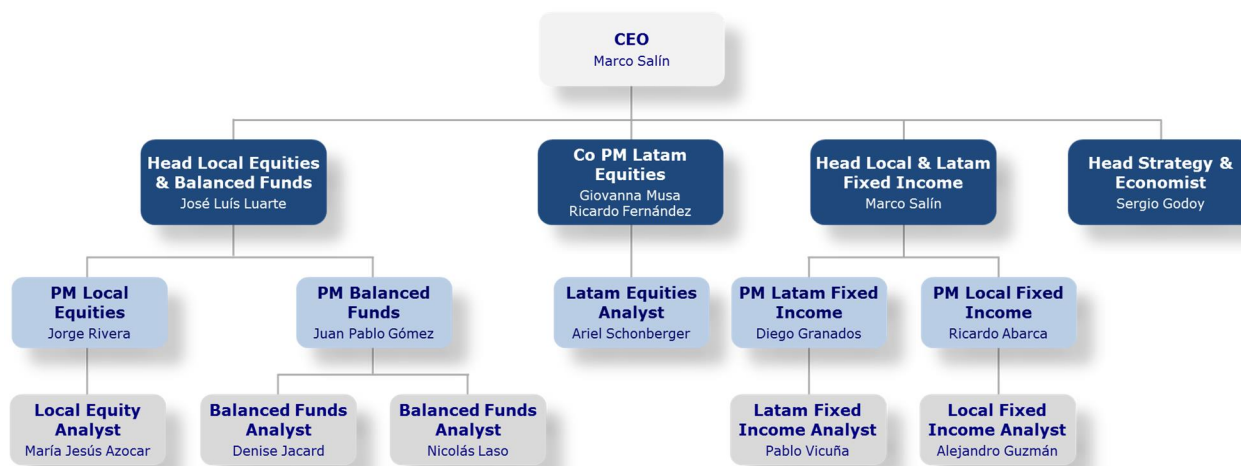 CEO
Marco Salín
Head Local Equities
& Balanced Funds
José Luís Luarte
Co PM Latam
Equities
Giovanna Musa
Ricardo Fernández
Head Local & Latam
Fixed Income
Marco Salín
Head Strategy &
Economist
Sergio Godoy
PM Local
Equities
Jorge Rivera
PM Balanced
Funds
Juan Pablo Gómez
Latam Equities
Analyst
Ariel Schonberger
PM Latam Fixed
Income
Diego Granados
PM Local Fixed
Income
Ricardo Abarca
Local Equity
Analyst
María Jesús Azocar
Balanced Funds
Analyst
Denise Jacard
Balanced Funds
Analyst
Nicolás Laso
Latam Fixed
Income Analyst
Pablo Vicuña
Local Fixed
Income Analyst
Alejandro Guzmán